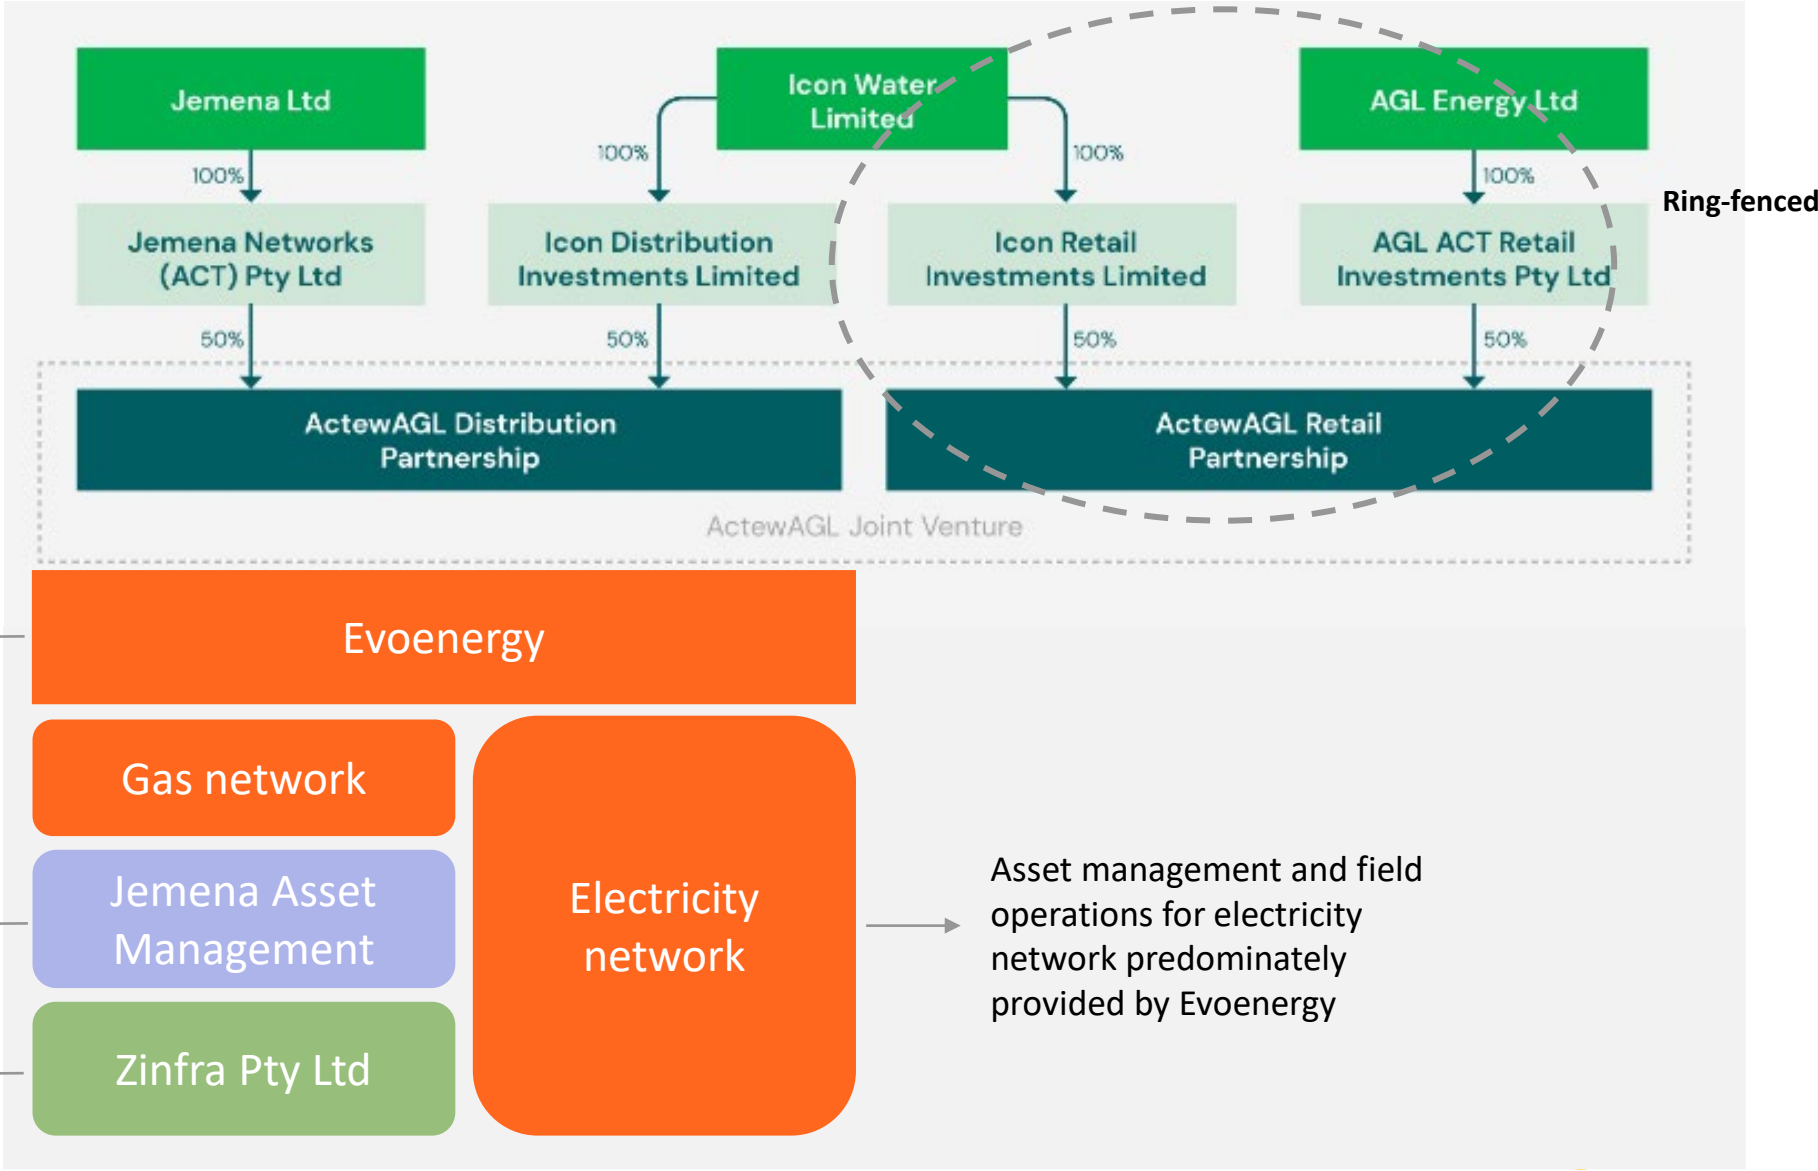 Jemena Ltd
Icon Water
Limited
AGL Energy Ltd
100%
100%
100%
100%
Ring-fenced
Jemena Networks
(ACT) Pty Ltd
Icon Distribution
Investments Limited
Icon Retail
Investments Limited
AGL ACT Retail
Investments Pty Ltd
50%
50%
50%
50%
ActewAGL Distribution
Partnership
ActewAGL Retail
Partnership
ActewAGL Joint Venture
Evoenergy
Gas network
Jemena Asset
Management
Zinfra Pty Ltd
Electricity
network
Asset management and field
operations for electricity
network predominately
provided by Evoenergy